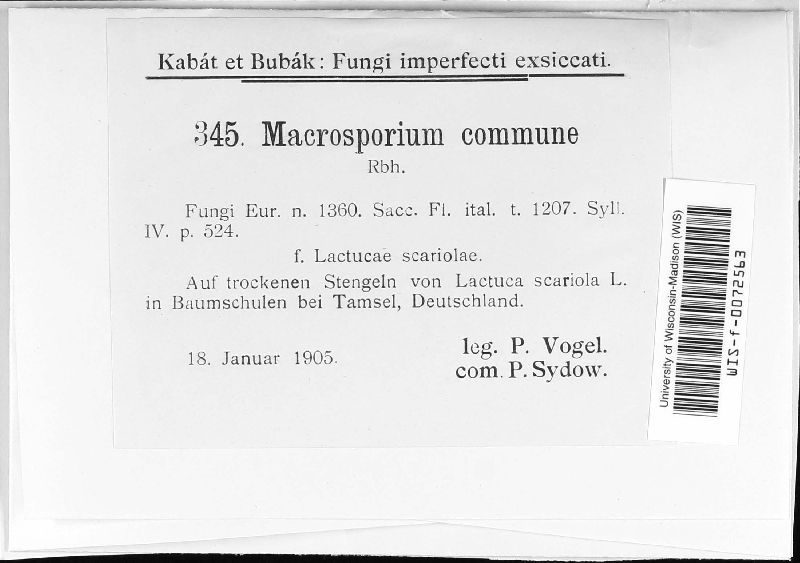 Kabát et Bubák: Fungi imperfecti exsiccati.
345. Macrosporium commune
Rbh.
Fungi Eur. n. 1360. Sacc. Fl. ital. t. 1207. Syll.
IV. p. 524.
f. Lactucae scariolae.
Auf trockenen Stengeln von Lactuca scariola L.
in Baumschulen bei Tamsel, Deutschland.
18. Januar 1905.
leg. P. Vogel.
com. P. Sydow.
University of Wisconsin-Madison (WIS)
WIS-f-0072563